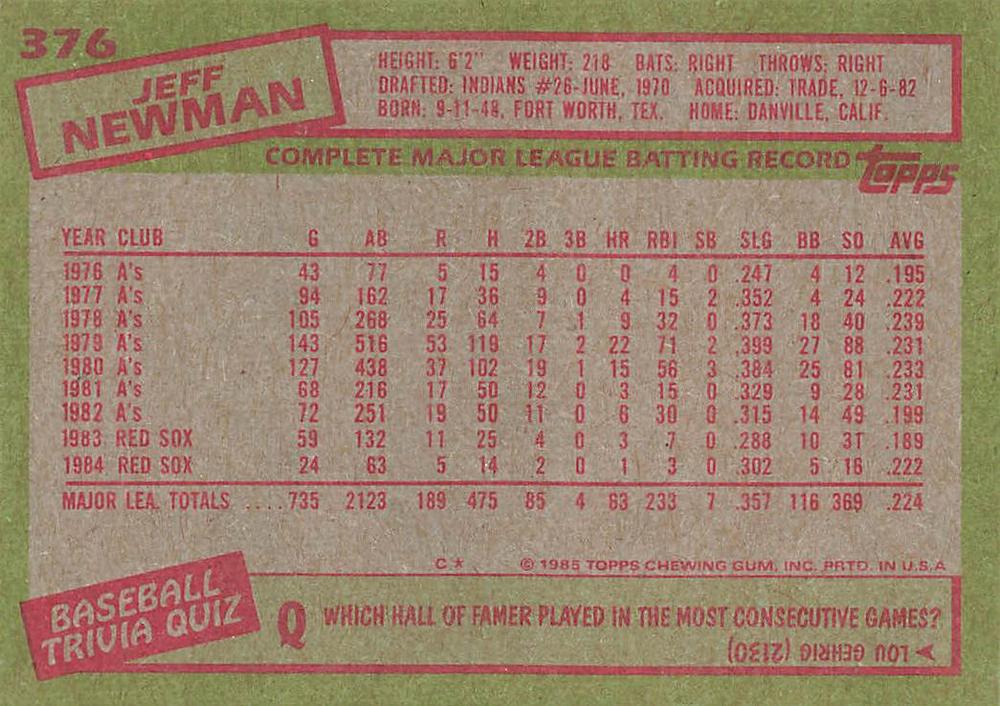 376
JEFF
NEWMAN
HEIGHT: 6'2" WEIGHT: 218 BATS: RIGHT THROWS: RIGHT
DRAFTED: INDIANS #26-JUNE, 1970 ACQUIRED: TRADE, 12-6-82
BORN: 9-11-48, FORT WORTH, TEX. HOME: DANVILLE, CALIF.
COMPLETE MAJOR LEAGUE BATTING RECORD topps
YEAR CLUB G AB R H 2B 3B HR RBI SB SLG BB SO AVG
1976 A's 43 77 5 15 4 0 0 4 0 .247 4 12 .195
1977 A's 94 162 17 36 9 0 4 15 2 .352 4 24 .222
1978 A's 105 268 25 64 7 1 9 32 0 .373 18 40 .239
1979 A's 143 516 53 119 17 2 22 71 2 .399 27 88 .231
1980 A's 127 438 37 102 19 1 15 56 3 .384 25 81 .233
1981 A's 68 216 17 50 12 0 3 15 0 .329 9 28 .231
1982 A's 72 251 19 50 11 0 6 30 0 .315 14 49 .199
1983 RED SOX 59 132 11 25 4 0 3 7 0 .288 10 31 .189
1984 RED SOX 24 63 5 14 2 0 1 3 0 .302 5 16 .222
MAJOR LEA. TOTALS ....735 2123 189 475 85 4 63 233 7 .357 116 369 .224
C* © 1985 TOPPS CHEWING GUM, INC. PRTD. IN U.S.A
BASEBALL
TRIVIA QUIZ
Q WHICH HALL OF FAMER PLAYED IN THE MOST CONSECUTIVE GAMES?
LOU GEHRIG (2130)